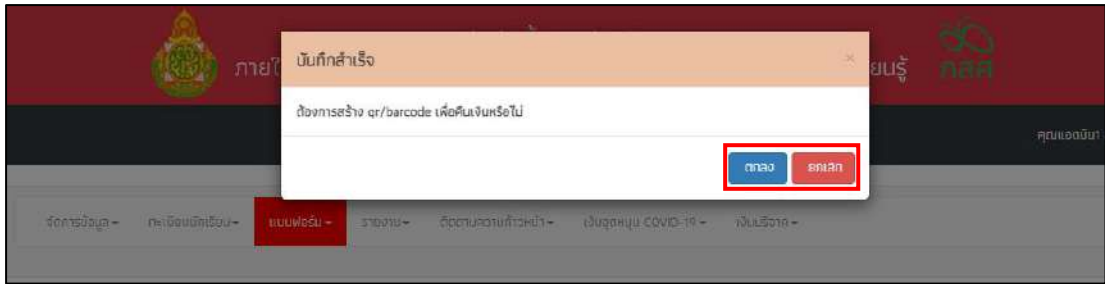 ภายใ
ยนรู้
กสศ
บันทึกสำเร็จ
×
ต้องการสร้าง qr/barcode เพื่อคืนเงินหรือไม่
คุณแอดมินา
ตกลง
ยกเลิก
จัดการข้อมูล
ทะเบียนนักเรียน
แบบฟอร์ม
รายงาน
ติดตามความก้าวหน้า
เงินอุดหนุน COVID-19
เงินบริจาค